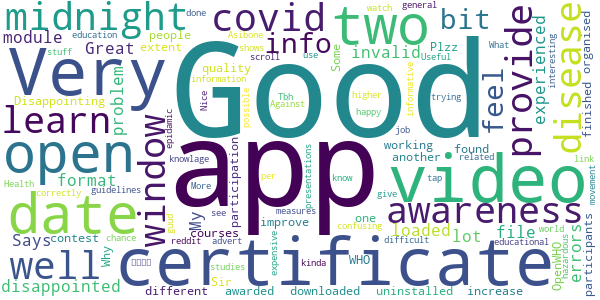 midnight covid two bit disease
module Great info Some invalid Plzz Useful What
education done Asibone shows scroll use watch general
stuff people extent quality information
Very Good provide experienced finished organised
Disappointing problem Nice possible Tbh Against higher happy informative trying feel interesting
learn window epidemic job
open app video working another found related
format knowlage More per know tap link
date participation presentations give awareness movement
Health correctly guidelines My courses see measures improve one loaded lot file errors participants
Says contest chance gaud reddit advert confusing difficult educational OpenWHO hazardous world
well certificate
Why Sir studies expensive kinda WHO
disappointed different awarded downloaded uninstalled increase